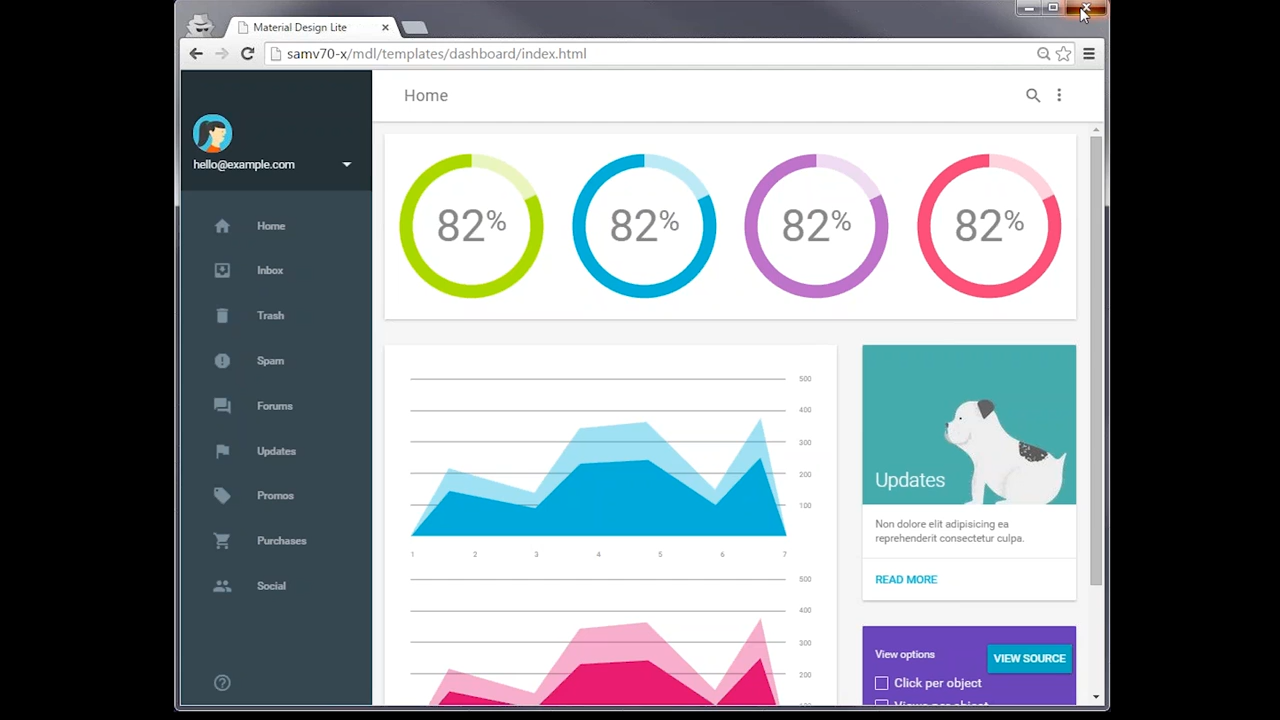 Material Design Lite
samv70-x/mdl/templates/dashboard/index.html
Home
hello@example.com
Home
Inbox
Trash
Spam
Forums
Updates
Promos
Purchases
Social
82% 82% 82% 82%
500
400
300
200
100
1 2 3 4 5 6 7
500
400
300
200
Updates
Non dolore elit adipisicing ea
reprehenderit consectetur culpa.
READ MORE
View options
VIEW SOURCE
Click per object
Views per object